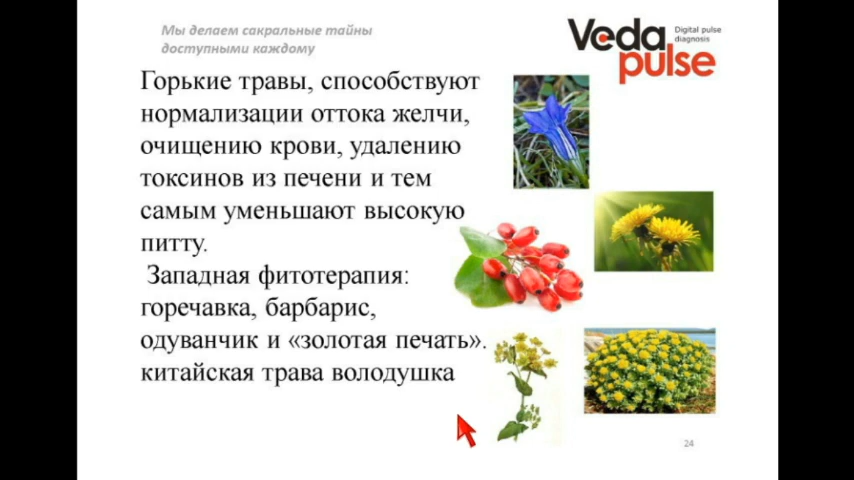 Мы делаем сакральные тайны
доступными каждому
Veda
pulse
Digital pulse
diagnosis
Горькие травы, способствуют
нормализации оттока желчи,
очищению крови, удалению
токсинов из печени и тем
самым уменьшают высокую
питту.
Западная фитотерапия:
горечавка, барбарис,
одуванчик и «золотая печать».
китайская трава володушка
24